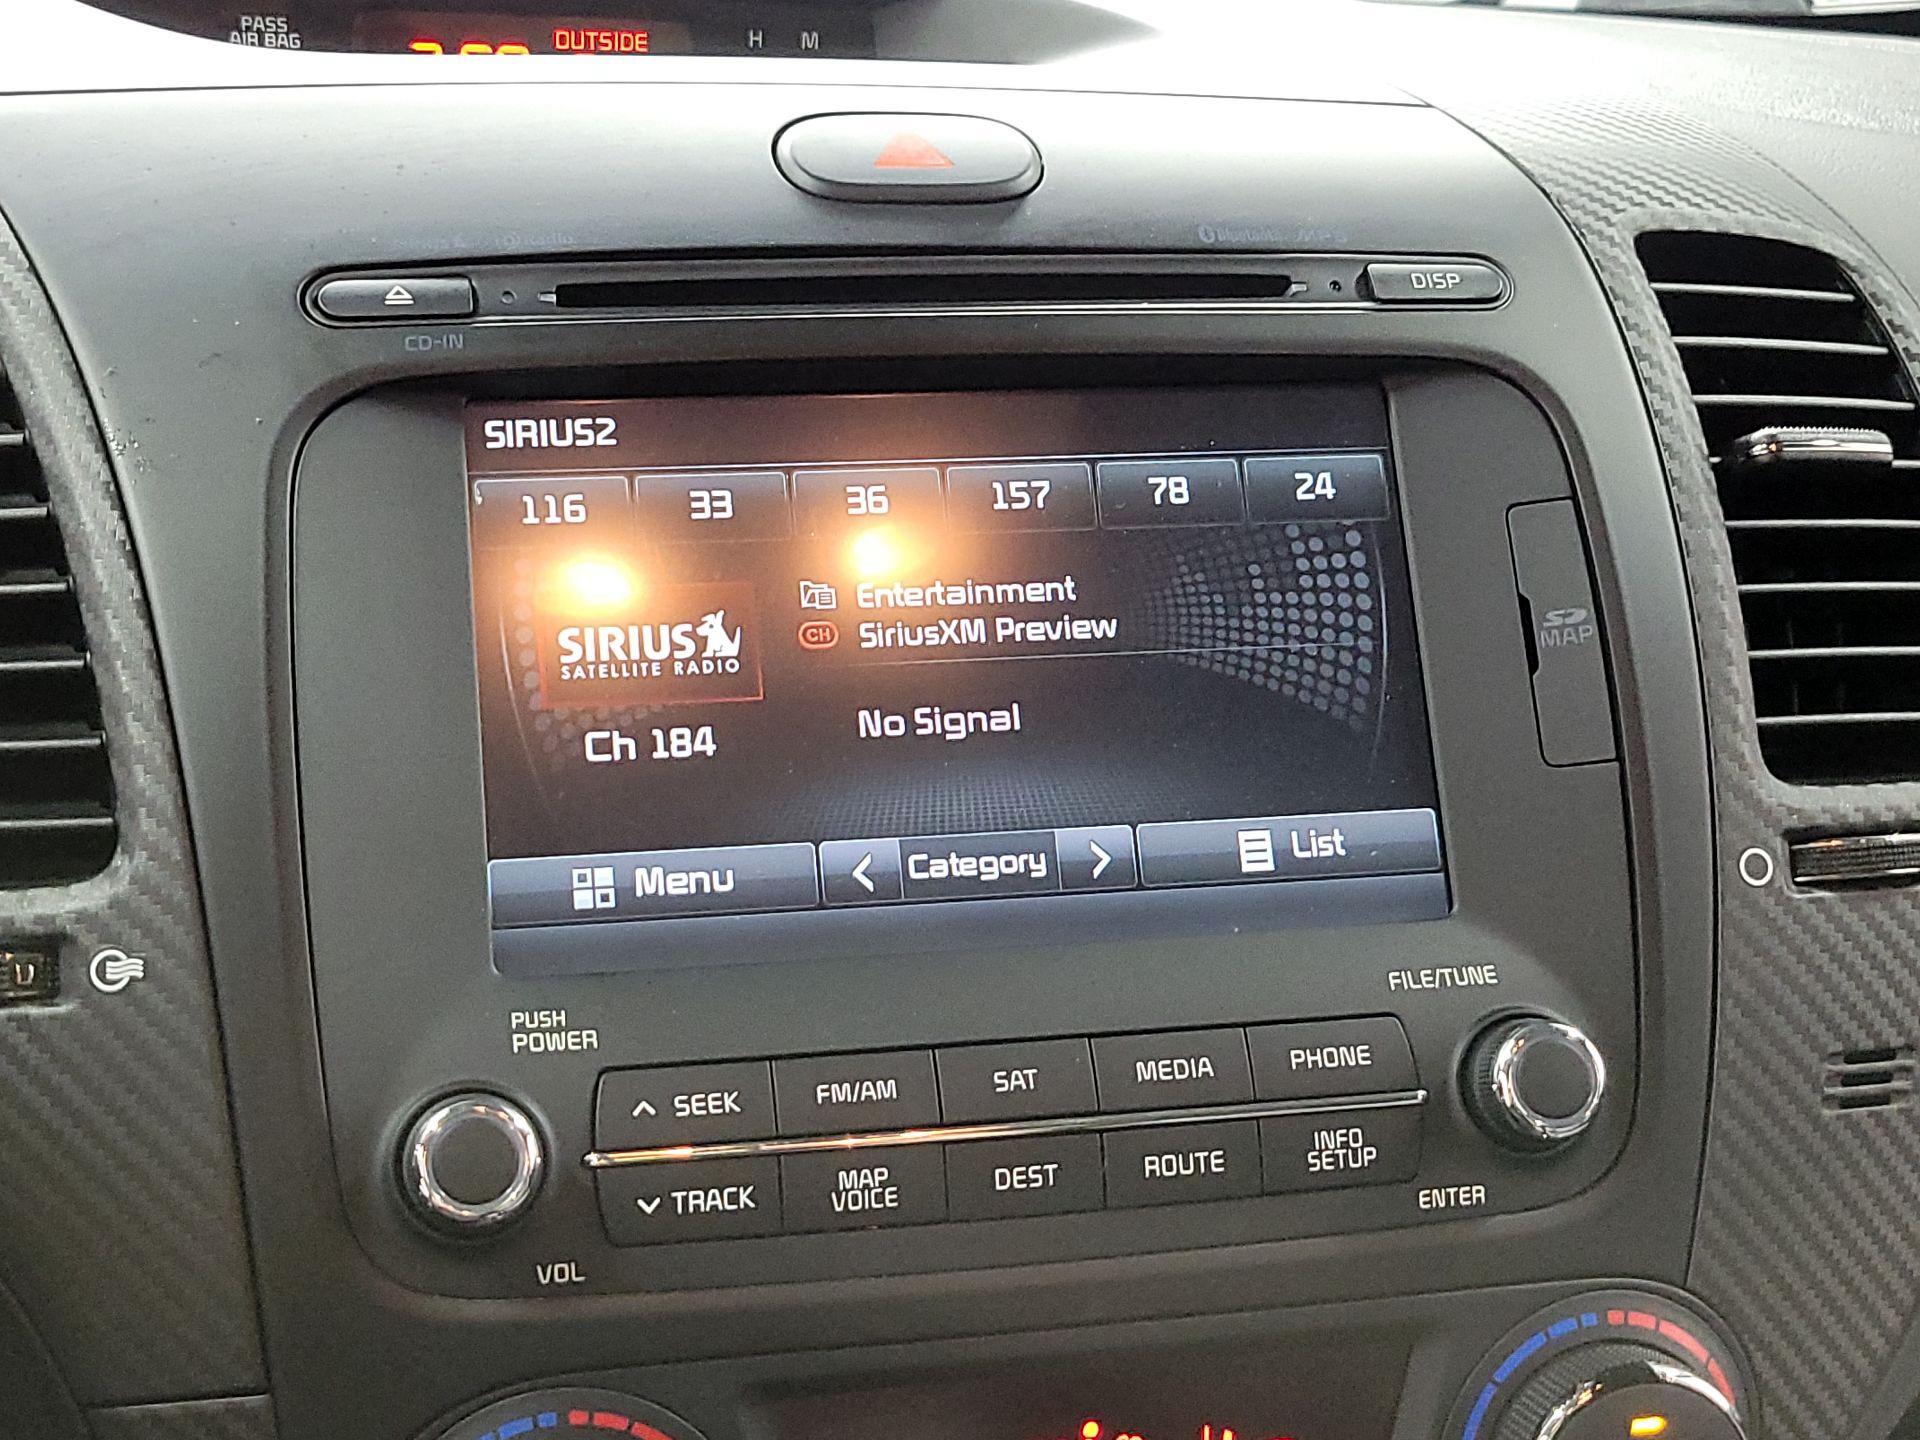 PASS
AIR BAG
OUTSIDE
H M
Bluetooth
DISP
CD-IN
SIRIUS2
116 33 36 157 78 24
Entertainment
CH SiriusXM Preview
SIRIUS
SATELLITE RADIO
No Signal
Ch 184
Menu < Category > List
SD
MAP
FILE/TUNE
PUSH
POWER
SEEK FM/AM SAT MEDIA PHONE
TRACK MAP VOICE DEST ROUTE INFO SETUP
ENTER
VOL